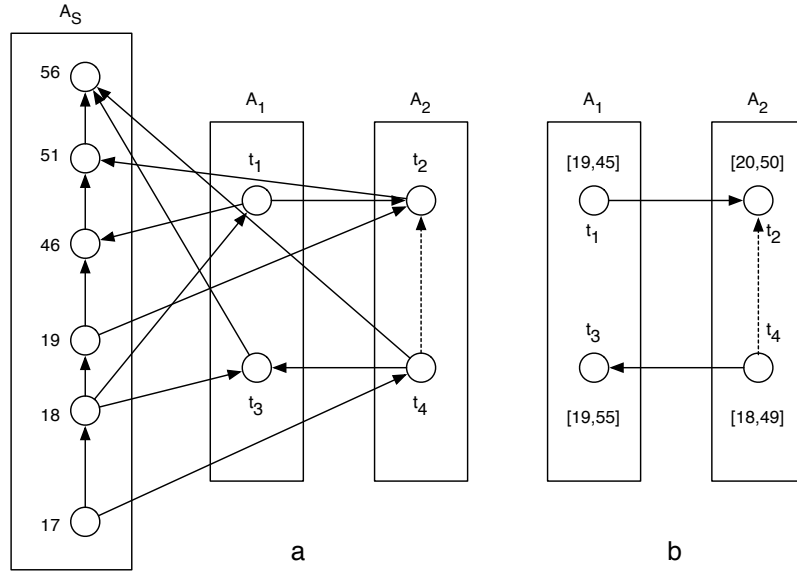 A_S
56
51
46
19
18
17
A_1
t_1
t_3
A_2
t_2
t_4
a
A_1
[19,45]
t_1
t_3
[19,55]
A_2
[20,50]
t_2
t_4
[18,49]
b